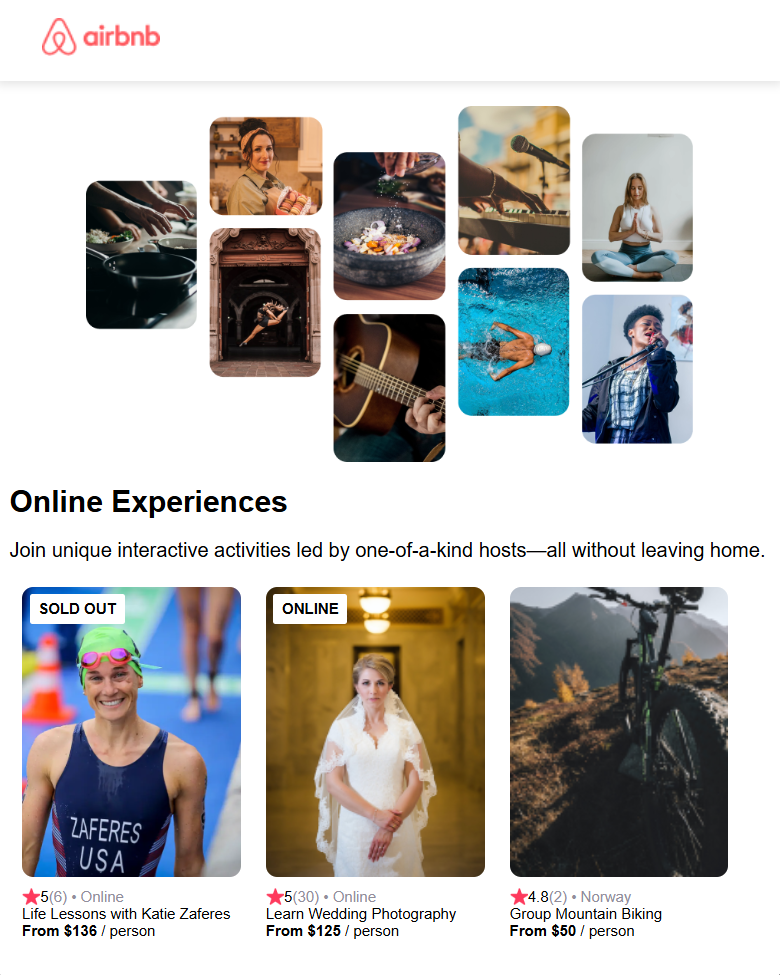 airbnb
Online Experiences
Join unique interactive activities led by one-of-a-kind hosts—all without leaving home.
SOLD OUT
ZAFERES
USA
5(6) • Online
Life Lessons with Katie Zaferes
From $136 / person
ONLINE
5(30) • Online
Learn Wedding Photography
From $125 / person
4.8(2) • Norway
Group Mountain Biking
From $50 / person